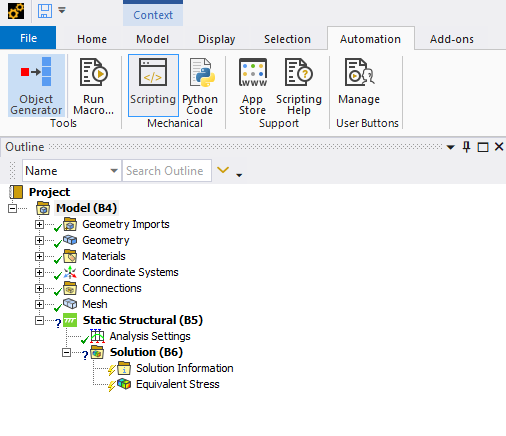 Context
File Home Model Display Selection Automation Add-ons
Object Generator Run Macro... Scripting Python Code App Store Scripting Help Manage
Tools Mechanical Support User Buttons
Outline
Name Search Outline
Project
Model (B4)
Geometry Imports
Geometry
Materials
Coordinate Systems
Connections
Mesh
Static Structural (B5)
Analysis Settings
Solution (B6)
Solution Information
Equivalent Stress